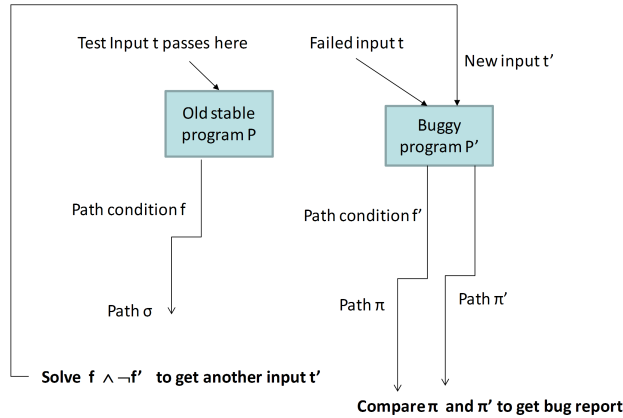 Test Input t passes here
Failed input t
New input t’
Old stable
program P
Buggy
program P’
Path condition f
Path condition f’
Path σ
Path π
Path π’
Solve f ∧ ¬f’ to get another input t’
Compare π and π’ to get bug report